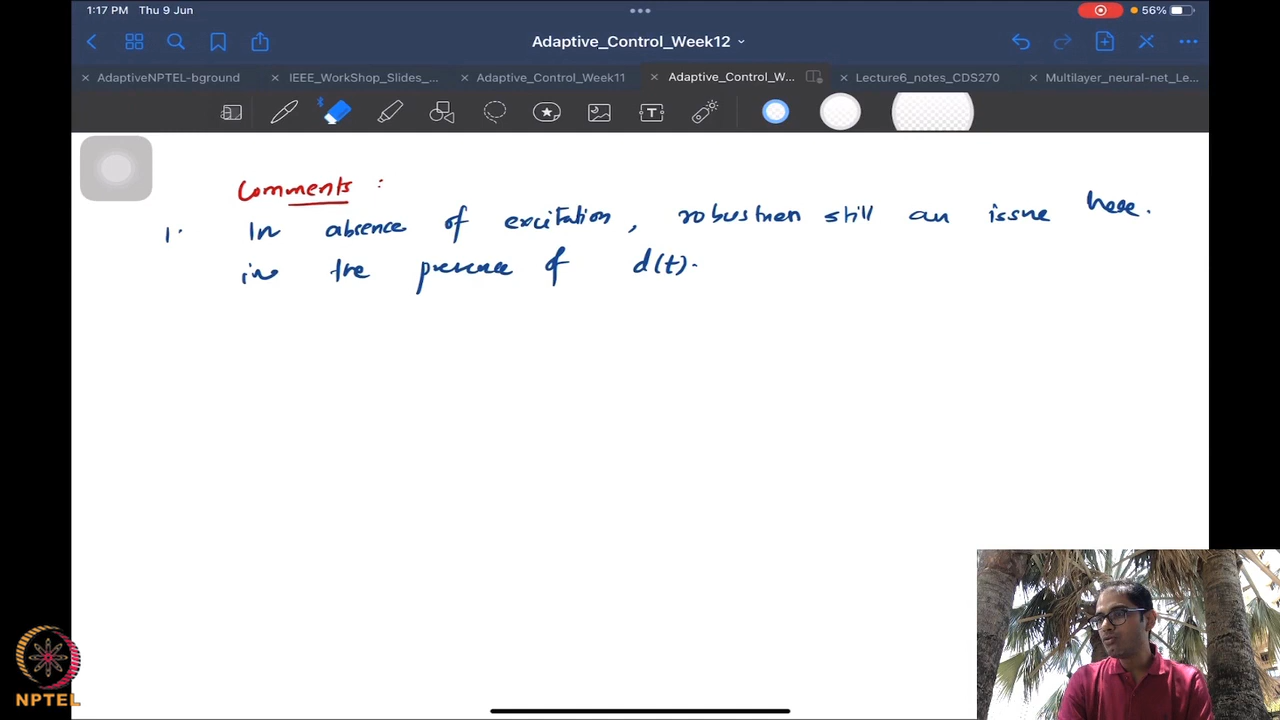 1:17 PM Thu 9 Jun
56%
Adaptive_Control_Week12
AdaptiveNPTEL-bground
IEEE_WorkShop_Slides_...
Adaptive_Control_Week11
Adaptive_Control_W...
Lecture6_notes_CDS270
Multilayer_neural-net_Le...
Comments :
1. In absence of excitation, robustness still an issue here.
in the presence of d(t).
NPTEL